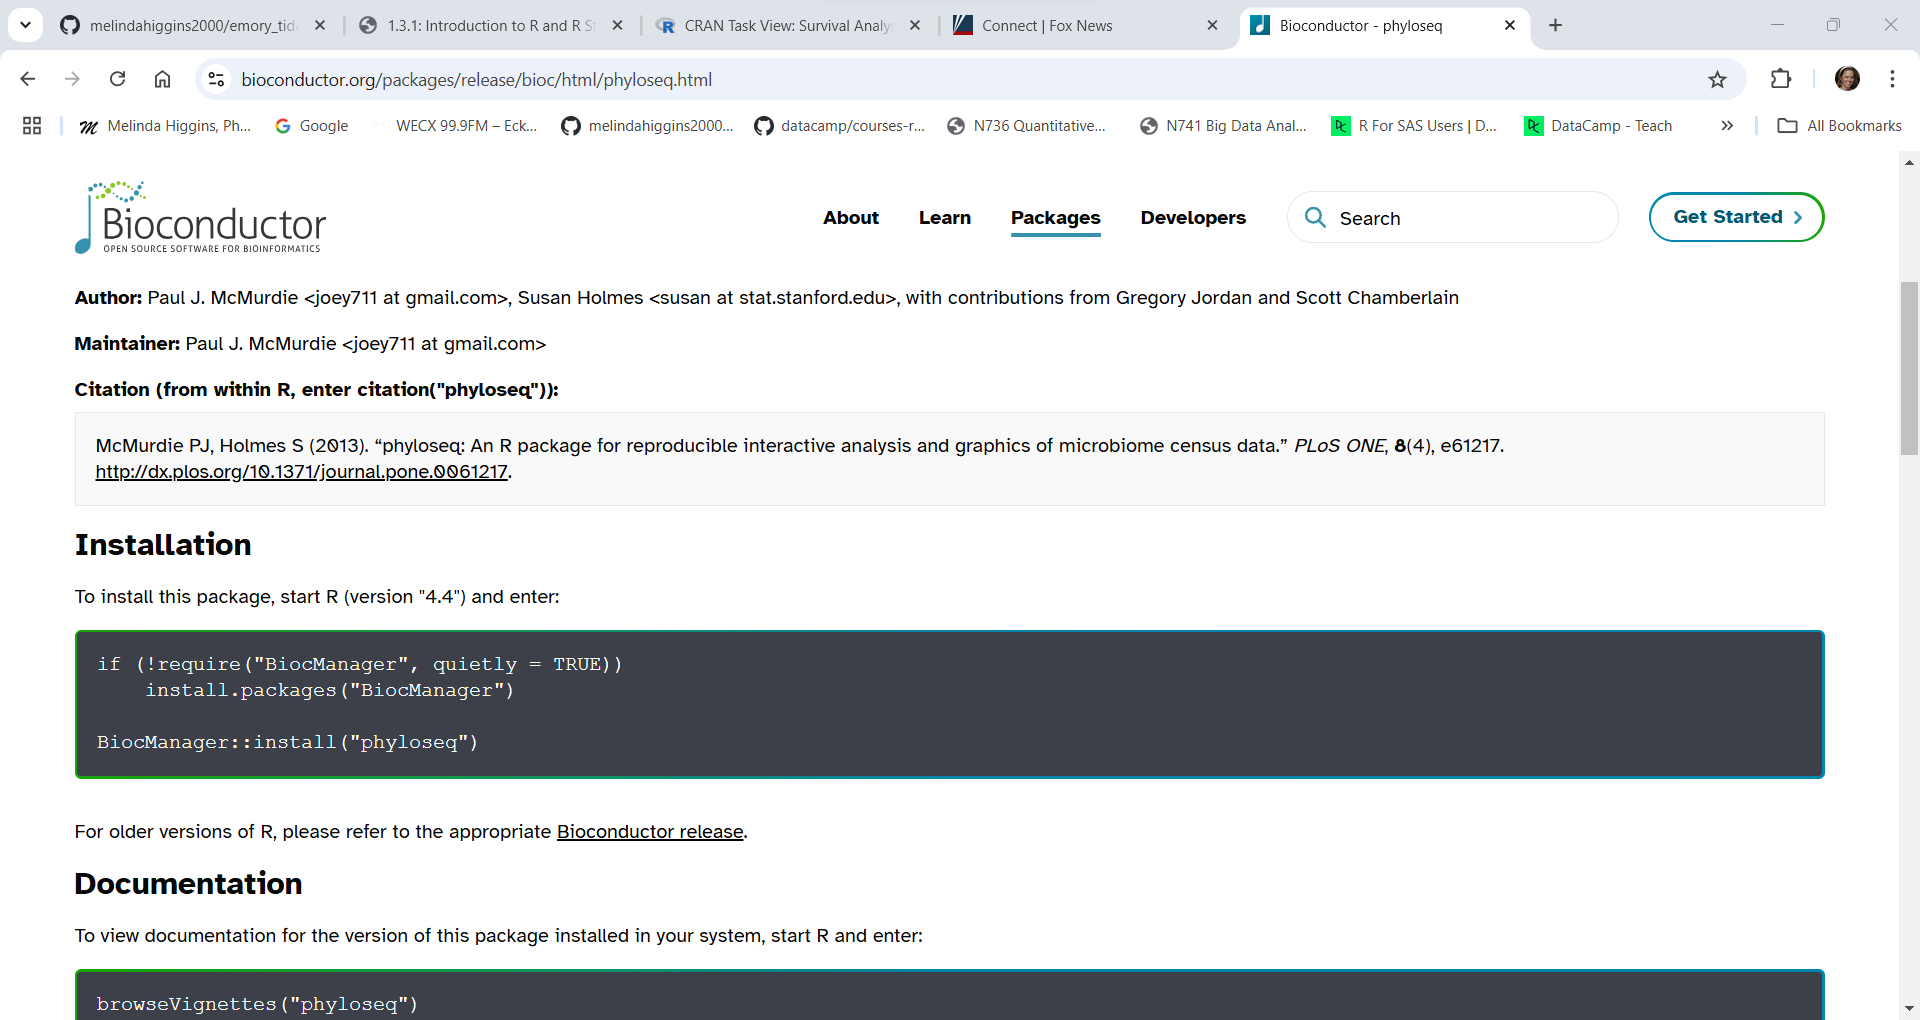 melindahiggins2000/emory_tida
1.3.1: Introduction to R and R St
CRAN Task View: Survival Analys
Connect | Fox News
Bioconductor - phyloseq
bioconductor.org/packages/release/bioc/html/phyloseq.html
Melinda Higgins, Ph...
Google
WECX 99.9FM – Eck...
melindahiggins2000...
datacamp/courses-r...
N736 Quantitative...
N741 Big Data Anal...
R For SAS Users | D...
DataCamp - Teach
All Bookmarks
Bioconductor
OPEN SOURCE SOFTWARE FOR BIOINFORMATICS
About
Learn
Packages
Developers
Search
Get Started
Author: Paul J. McMurdie <joey711 at gmail.com>, Susan Holmes <susan at stat.stanford.edu>, with contributions from Gregory Jordan and Scott Chamberlain
Maintainer: Paul J. McMurdie <joey711 at gmail.com>
Citation (from within R, enter citation("phyloseq")):
McMurdie PJ, Holmes S (2013). “phyloseq: An R package for reproducible interactive analysis and graphics of microbiome census data.” PLoS ONE, 8(4), e61217.
http://dx.plos.org/10.1371/journal.pone.0061217.
Installation
To install this package, start R (version "4.4") and enter:
if (!require("BiocManager", quietly = TRUE))
    install.packages("BiocManager")
BiocManager::install("phyloseq")
For older versions of R, please refer to the appropriate Bioconductor release.
Documentation
To view documentation for the version of this package installed in your system, start R and enter:
browseVignettes("phyloseq")